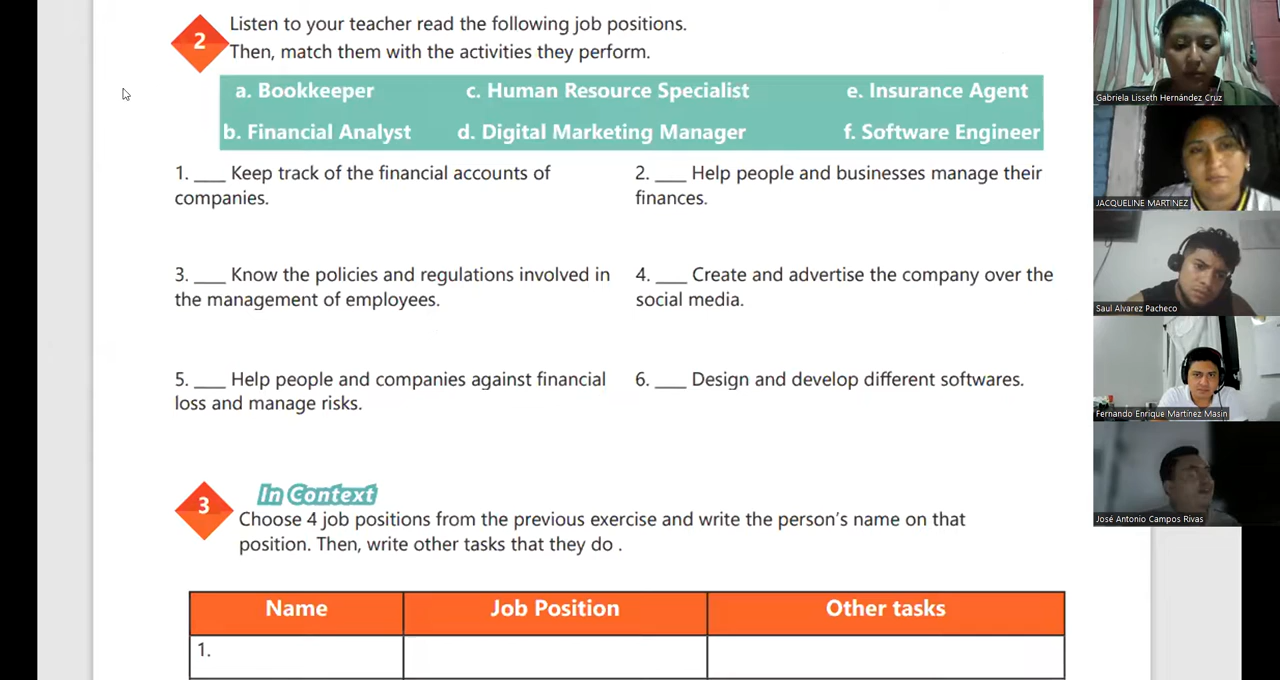 2
Listen to your teacher read the following job positions.
Then, match them with the activities they perform.
a. Bookkeeper
c. Human Resource Specialist
e. Insurance Agent
b. Financial Analyst
d. Digital Marketing Manager
f. Software Engineer
1. ___ Keep track of the financial accounts of
companies.
2. ___ Help people and businesses manage their
finances.
3. ___ Know the policies and regulations involved in
the management of employees.
4. ___ Create and advertise the company over the
social media.
5. ___ Help people and companies against financial
loss and manage risks.
6. ___ Design and develop different softwares.
3
In Context
Choose 4 job positions from the previous exercise and write the person's name on that
position. Then, write other tasks that they do .
Name
Job Position
Other tasks
1.
Gabriela Lisseth Hernández Cruz
JACQUELINE MARTINEZ
Saul Alvarez Pacheco
Fernando Enrique Martínez Masin
José Antonio Campos Rivas